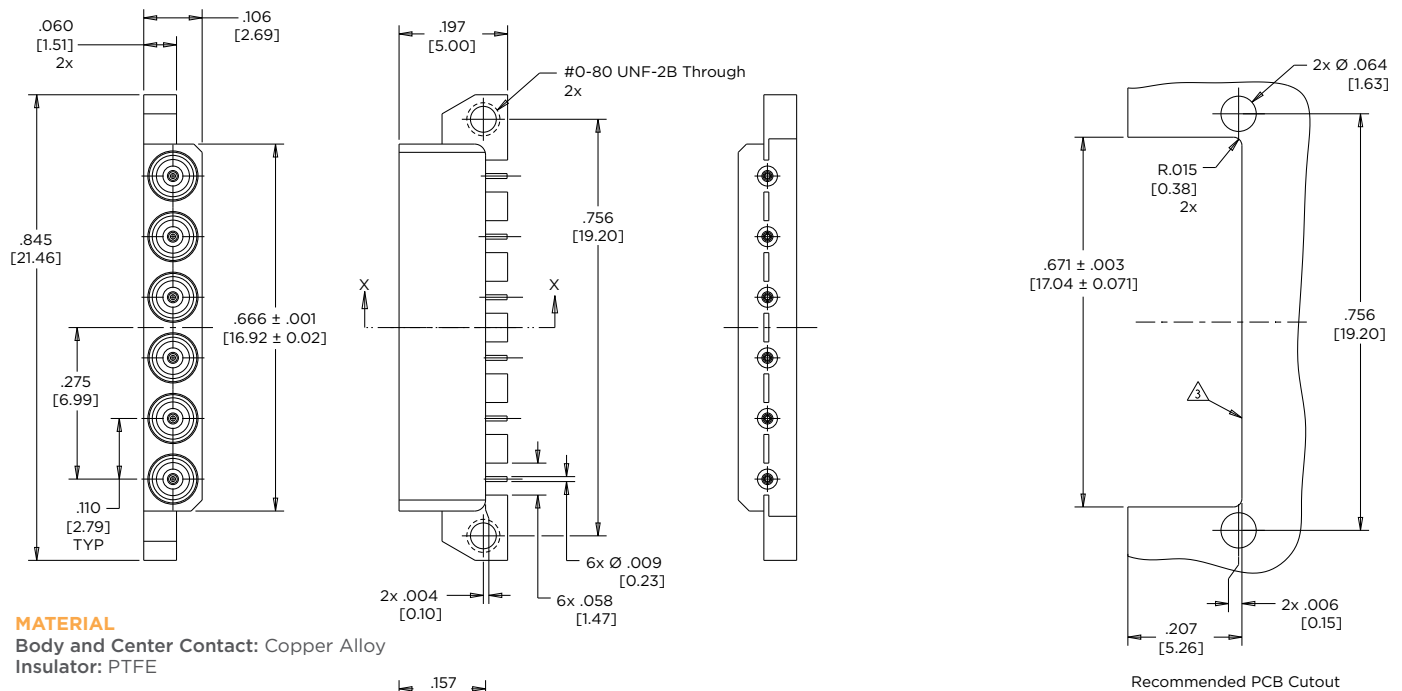 .060
[1.51]
2x
.106
[2.69]
.197
[5.00]
#0-80 UNF-2B Through
2x
2x Ø .064
[1.63]
R.015
[0.38]
2x
.845
[21.46]
.666 ± .001
[16.92 ± 0.02]
X
X
.756
[19.20]
.671 ± .003
[17.04 ± 0.071]
.756
[19.20]
.275
[6.99]
3
.110
[2.79]
TYP
6x Ø .009
[0.23]
2x .004
[0.10]
6x .058
[1.47]
2x .006
[0.15]
.207
[5.26]
MATERIAL
Body and Center Contact: Copper Alloy
Insulator: PTFE
.157
Recommended PCB Cutout